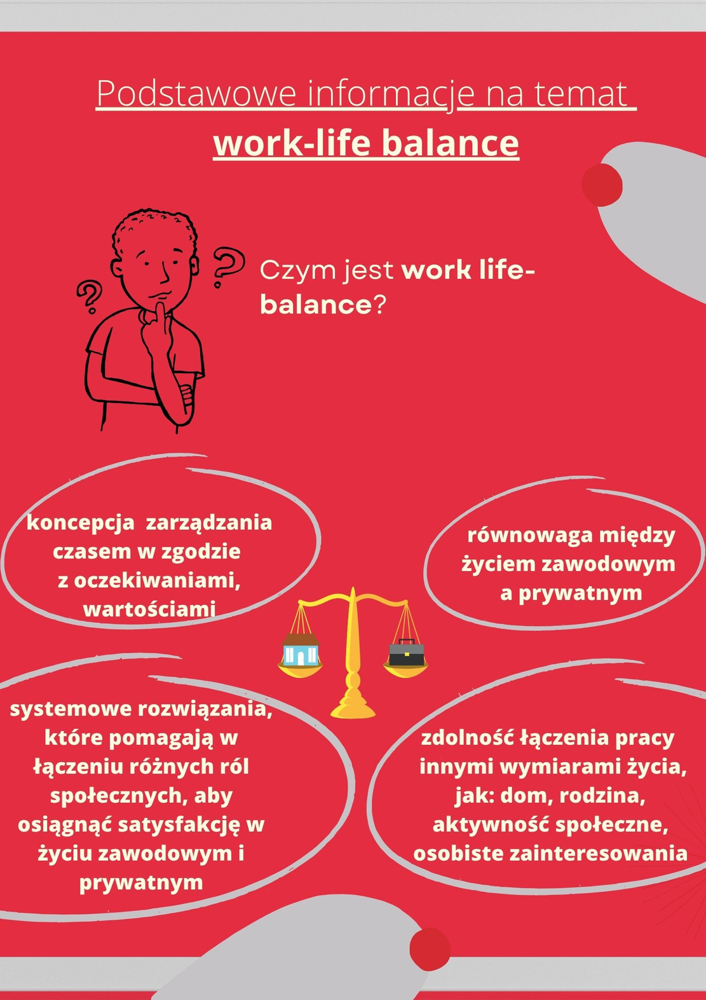 Podstawowe informacje na temat
work-life balance
?
?
Czym jest work life-
balance?
koncepcja zarządzania
czasem w zgodzie
z oczekiwaniami,
wartościami
równowaga między
życiem zawodowym
a prywatnym
systemowe rozwiązania,
które pomagają w
łączeniu różnych ról
społecznych, aby
osiągnąć satysfakcję w
życiu zawodowym i
prywatnym
zdolność łączenia pracy
innymi wymiarami życia,
jak: dom, rodzina,
aktywność społeczne,
osobiste zainteresowania